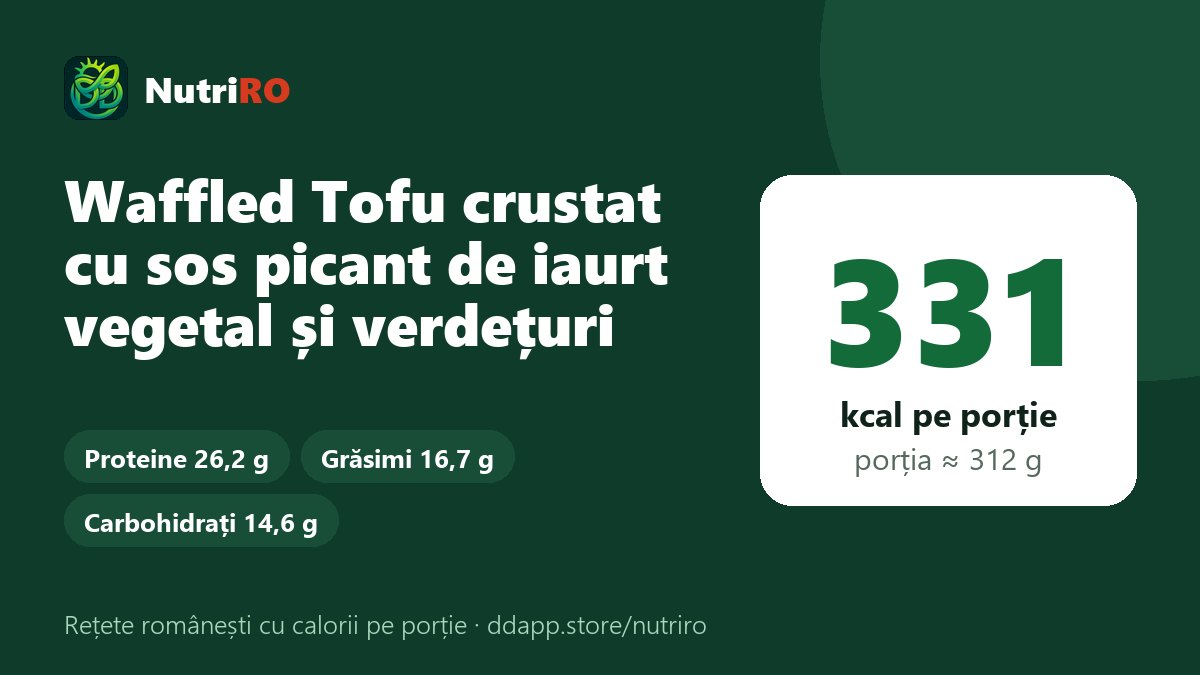 NutriRO
Waffled Tofu crustat
cu sos picant de iaurt
vegetal și verdețuri
331
kcal pe porție
porția ≈ 312 g
Proteine 26,2 g
Grăsimi 16,7 g
Carbohidrați 14,6 g
Rețete românești cu calorii pe porție · ddapp.store/nutriro